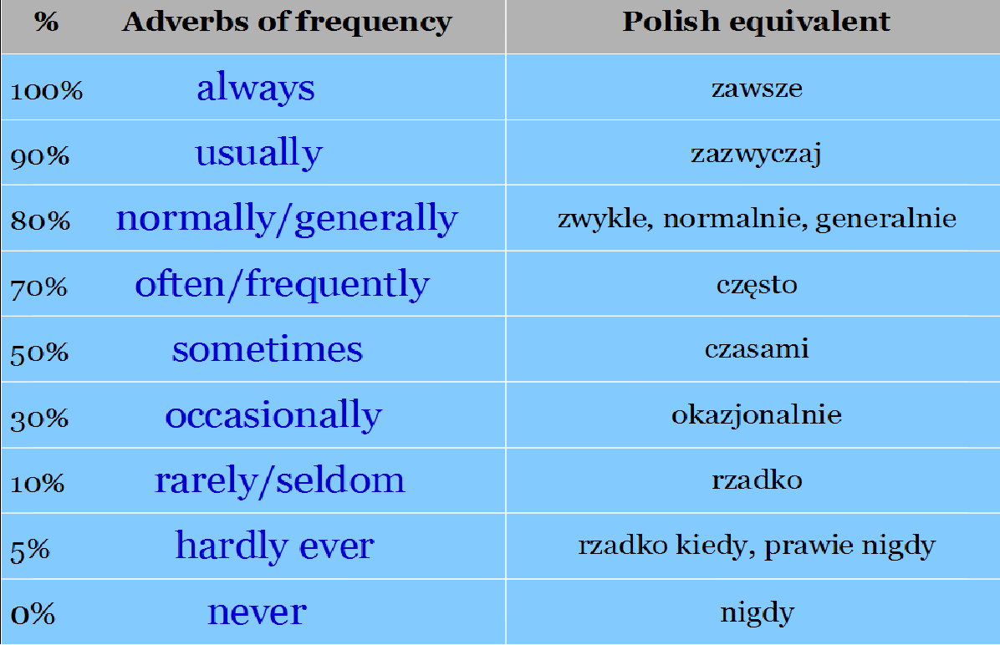 % Adverbs of frequency Polish equivalent
100% always zawsze
90% usually zazwyczaj
80% normally/generally zwykle, normalnie, generalnie
70% often/frequently często
50% sometimes czasami
30% occasionally okazjonalnie
10% rarely/seldom rzadko
5% hardly ever rzadko kiedy, prawie nigdy
0% never nigdy